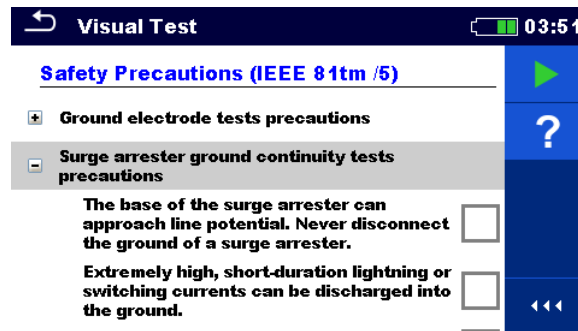 Visual Test
03:51
Safety Precautions (IEEE 81tm /5)
Ground electrode tests precautions
Surge arrester ground continuity tests
precautions
The base of the surge arrester can
approach line potential. Never disconnect
the ground of a surge arrester.
Extremely high, short-duration lightning or
switching currents can be discharged into
the ground.
?